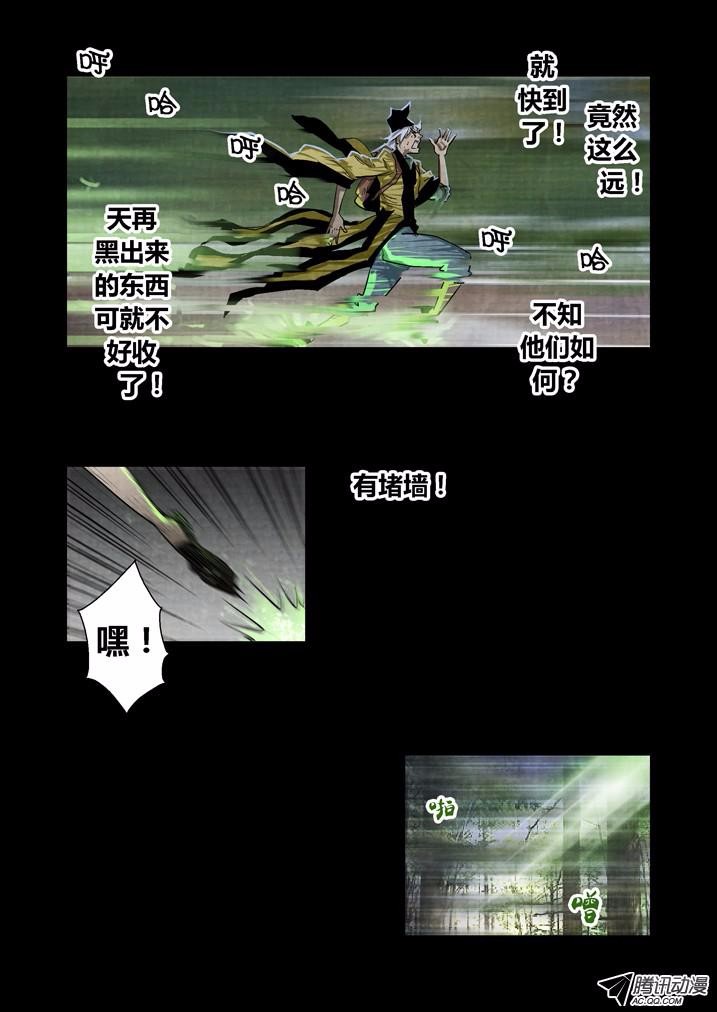 呼
哈
呼
哈
呼
哈
就
快到
了！
竟然
这么
远！
天再
黑出来
的东西
可就不
好收
了！
不知
他们如
何？
有堵墙！
嘿！
啪
噌
腾讯动漫
AC.QQ.COM